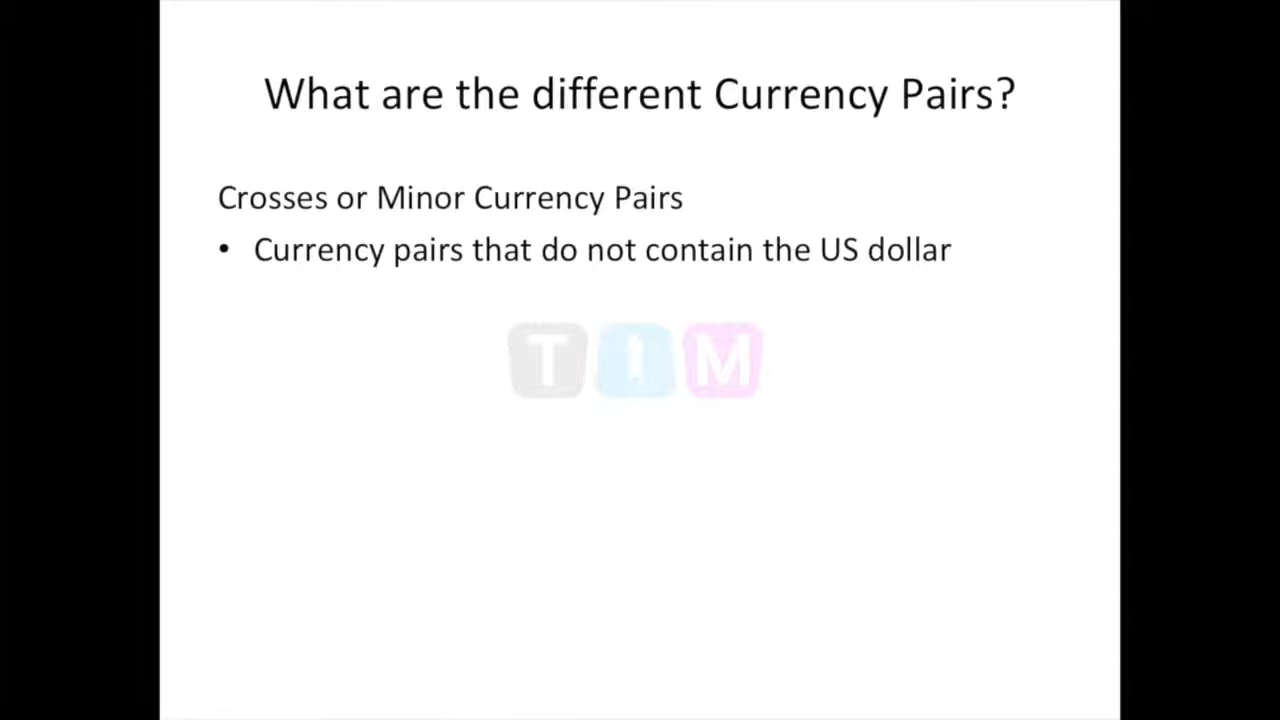 What are the different Currency Pairs?
Crosses or Minor Currency Pairs
• Currency pairs that do not contain the US dollar
TIM